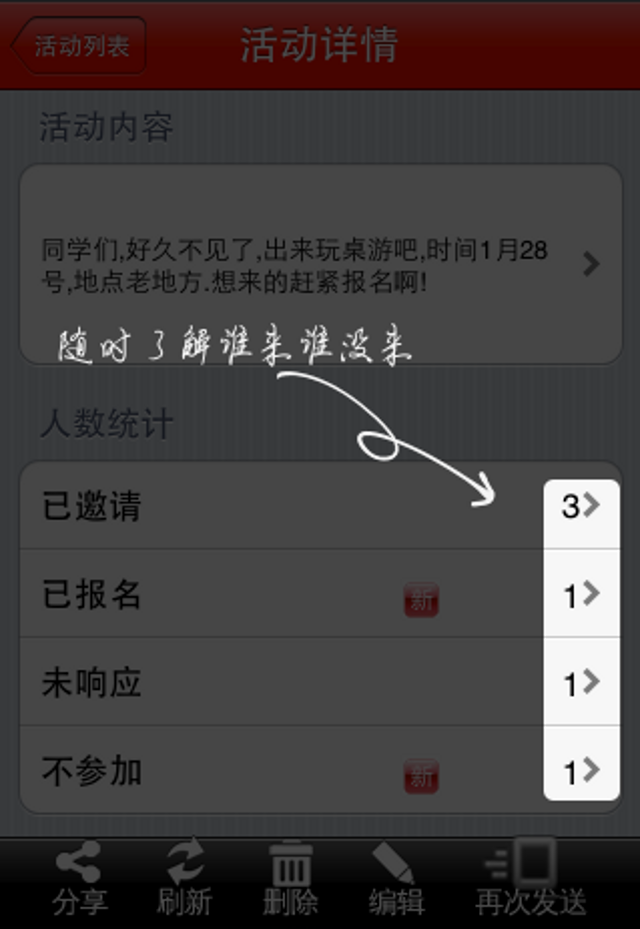 活动列表
活动详情
活动内容
同学们,好久不见了,出来玩桌游吧,时间1月28
号,地点老地方.想来的赶紧报名啊!
随时了解谁来谁没来
人数统计
已邀请 3
已报名 新 1
未响应 1
不参加 新 1
分享 刷新 删除 编辑 再次发送